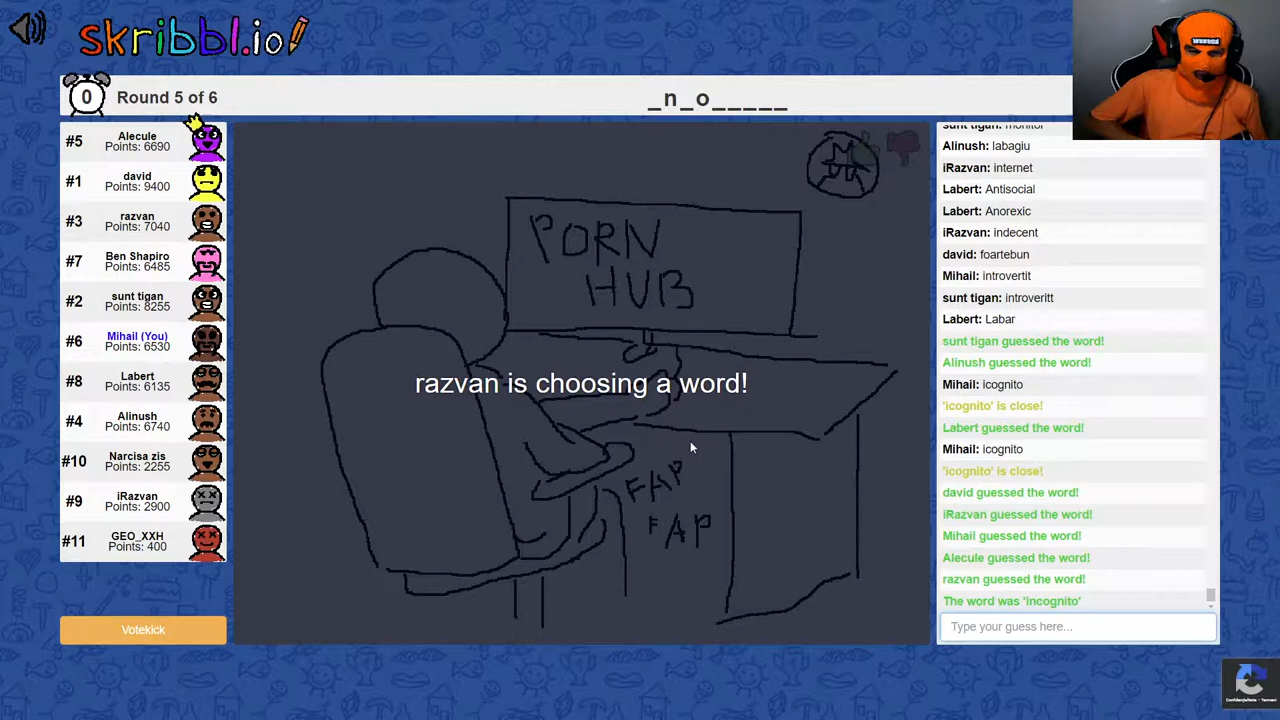 skribbl.io
0
Round 5 of 6
_n_o_____
#5 Alecule
Points: 6690
#1 david
Points: 9400
#3 razvan
Points: 7040
#7 Ben Shapiro
Points: 6485
#2 sunt tigan
Points: 8255
#6 Mihail (You)
Points: 6530
#8 Labert
Points: 6135
#4 Alinush
Points: 6740
#10 Narcisa zis
Points: 2255
#9 iRazvan
Points: 2900
#11 GEO_XXH
Points: 400
Votekick
PORN
HUB
razvan is choosing a word!
FAP
FAP
sunt tigan: monitor
Alinush: labagiu
iRazvan: internet
Labert: Antisocial
Labert: Anorexic
iRazvan: indecent
david: foartebun
Mihail: introvertit
sunt tigan: introveritt
Labert: Labar
sunt tigan guessed the word!
Alinush guessed the word!
Mihail: icognito
'icognito' is close!
Labert guessed the word!
Mihail: icognito
'icognito' is close!
david guessed the word!
iRazvan guessed the word!
Mihail guessed the word!
Alecule guessed the word!
razvan guessed the word!
The word was 'incognito'
Type your guess here...